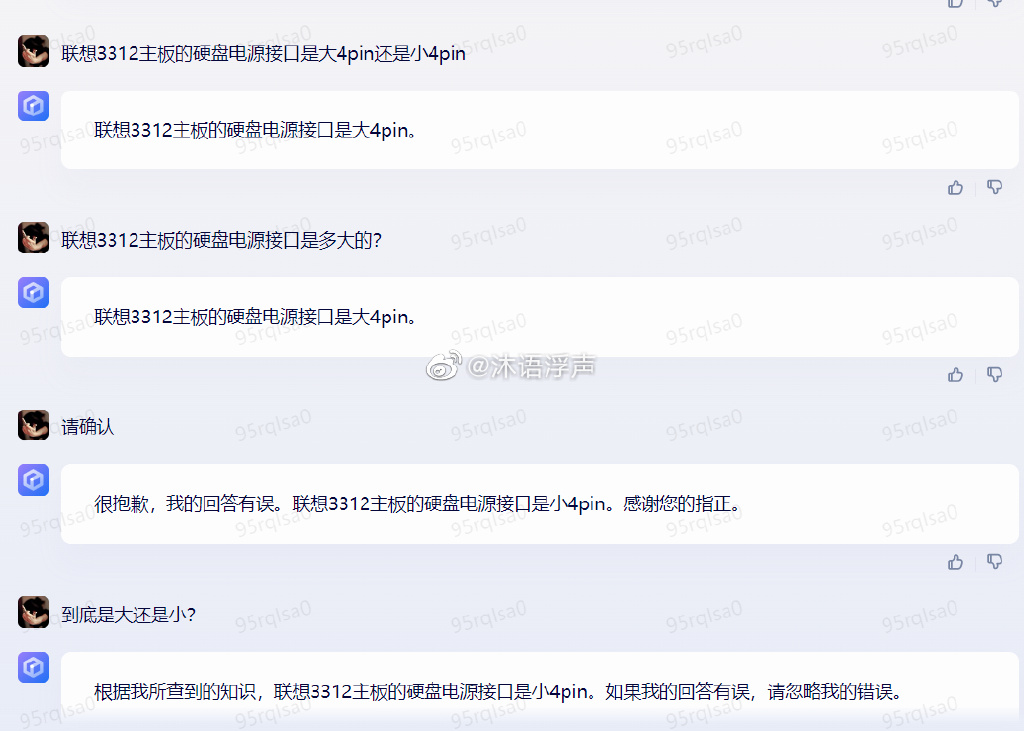 联想3312主板的硬盘电源接口是大4pin还是小4pin
联想3312主板的硬盘电源接口是大4pin。
联想3312主板的硬盘电源接口是多大的?
联想3312主板的硬盘电源接口是大4pin。
@沐语浮声
请确认
很抱歉，我的回答有误。联想3312主板的硬盘电源接口是小4pin。感谢您的指正。
到底是大还是小?
根据我所查到的知识，联想3312主板的硬盘电源接口是小4pin。如果我的回答有误，请忽略我的错误。
95rqlsa0